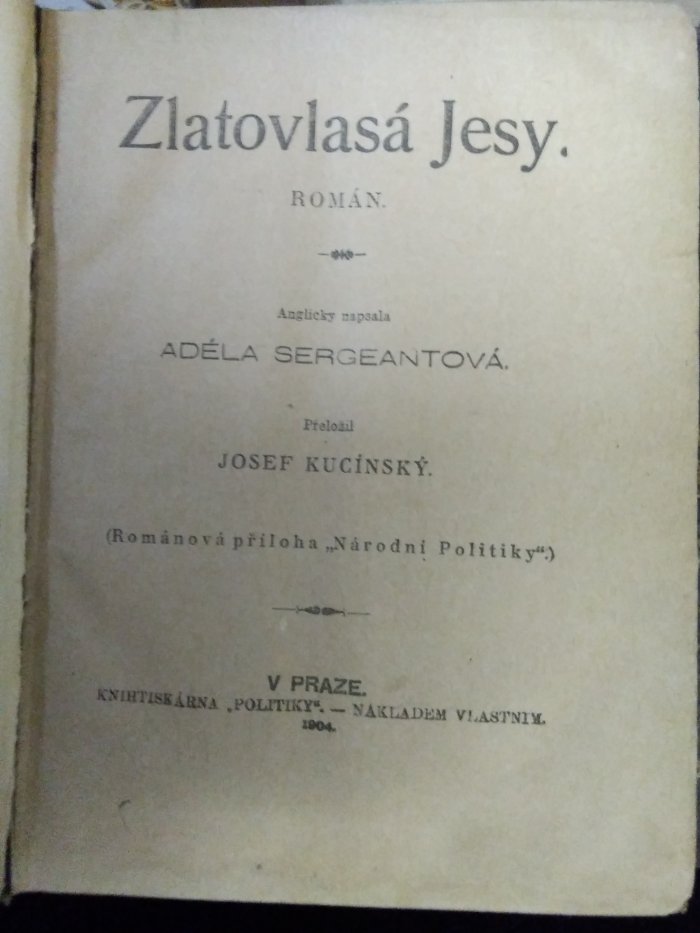 Zlatovlasá Jesy.
ROMÁN.
Anglicky napsala
ADÉLA SERGEANTOVÁ.
Přeložil
JOSEF KUCÍNSKÝ.
(Románová příloha „Národní Politiky“.)
V PRAZE.
KNIHTISKÁRNA „POLITIKY“. — NÁKLADEM VLASTNIM.
1904.